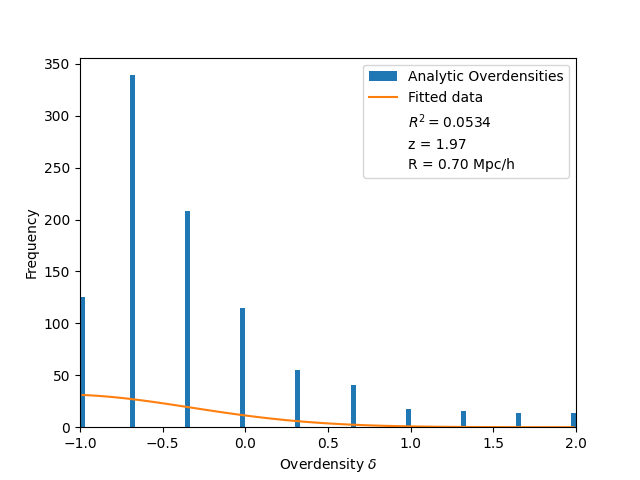 350
300
250
200
150
100
50
0
Frequency
−1.0 −0.5 0.0 0.5 1.0 1.5 2.0
Overdensity δ
Analytic Overdensities
Fitted data
R² = 0.0534
z = 1.97
R = 0.70 Mpc/h